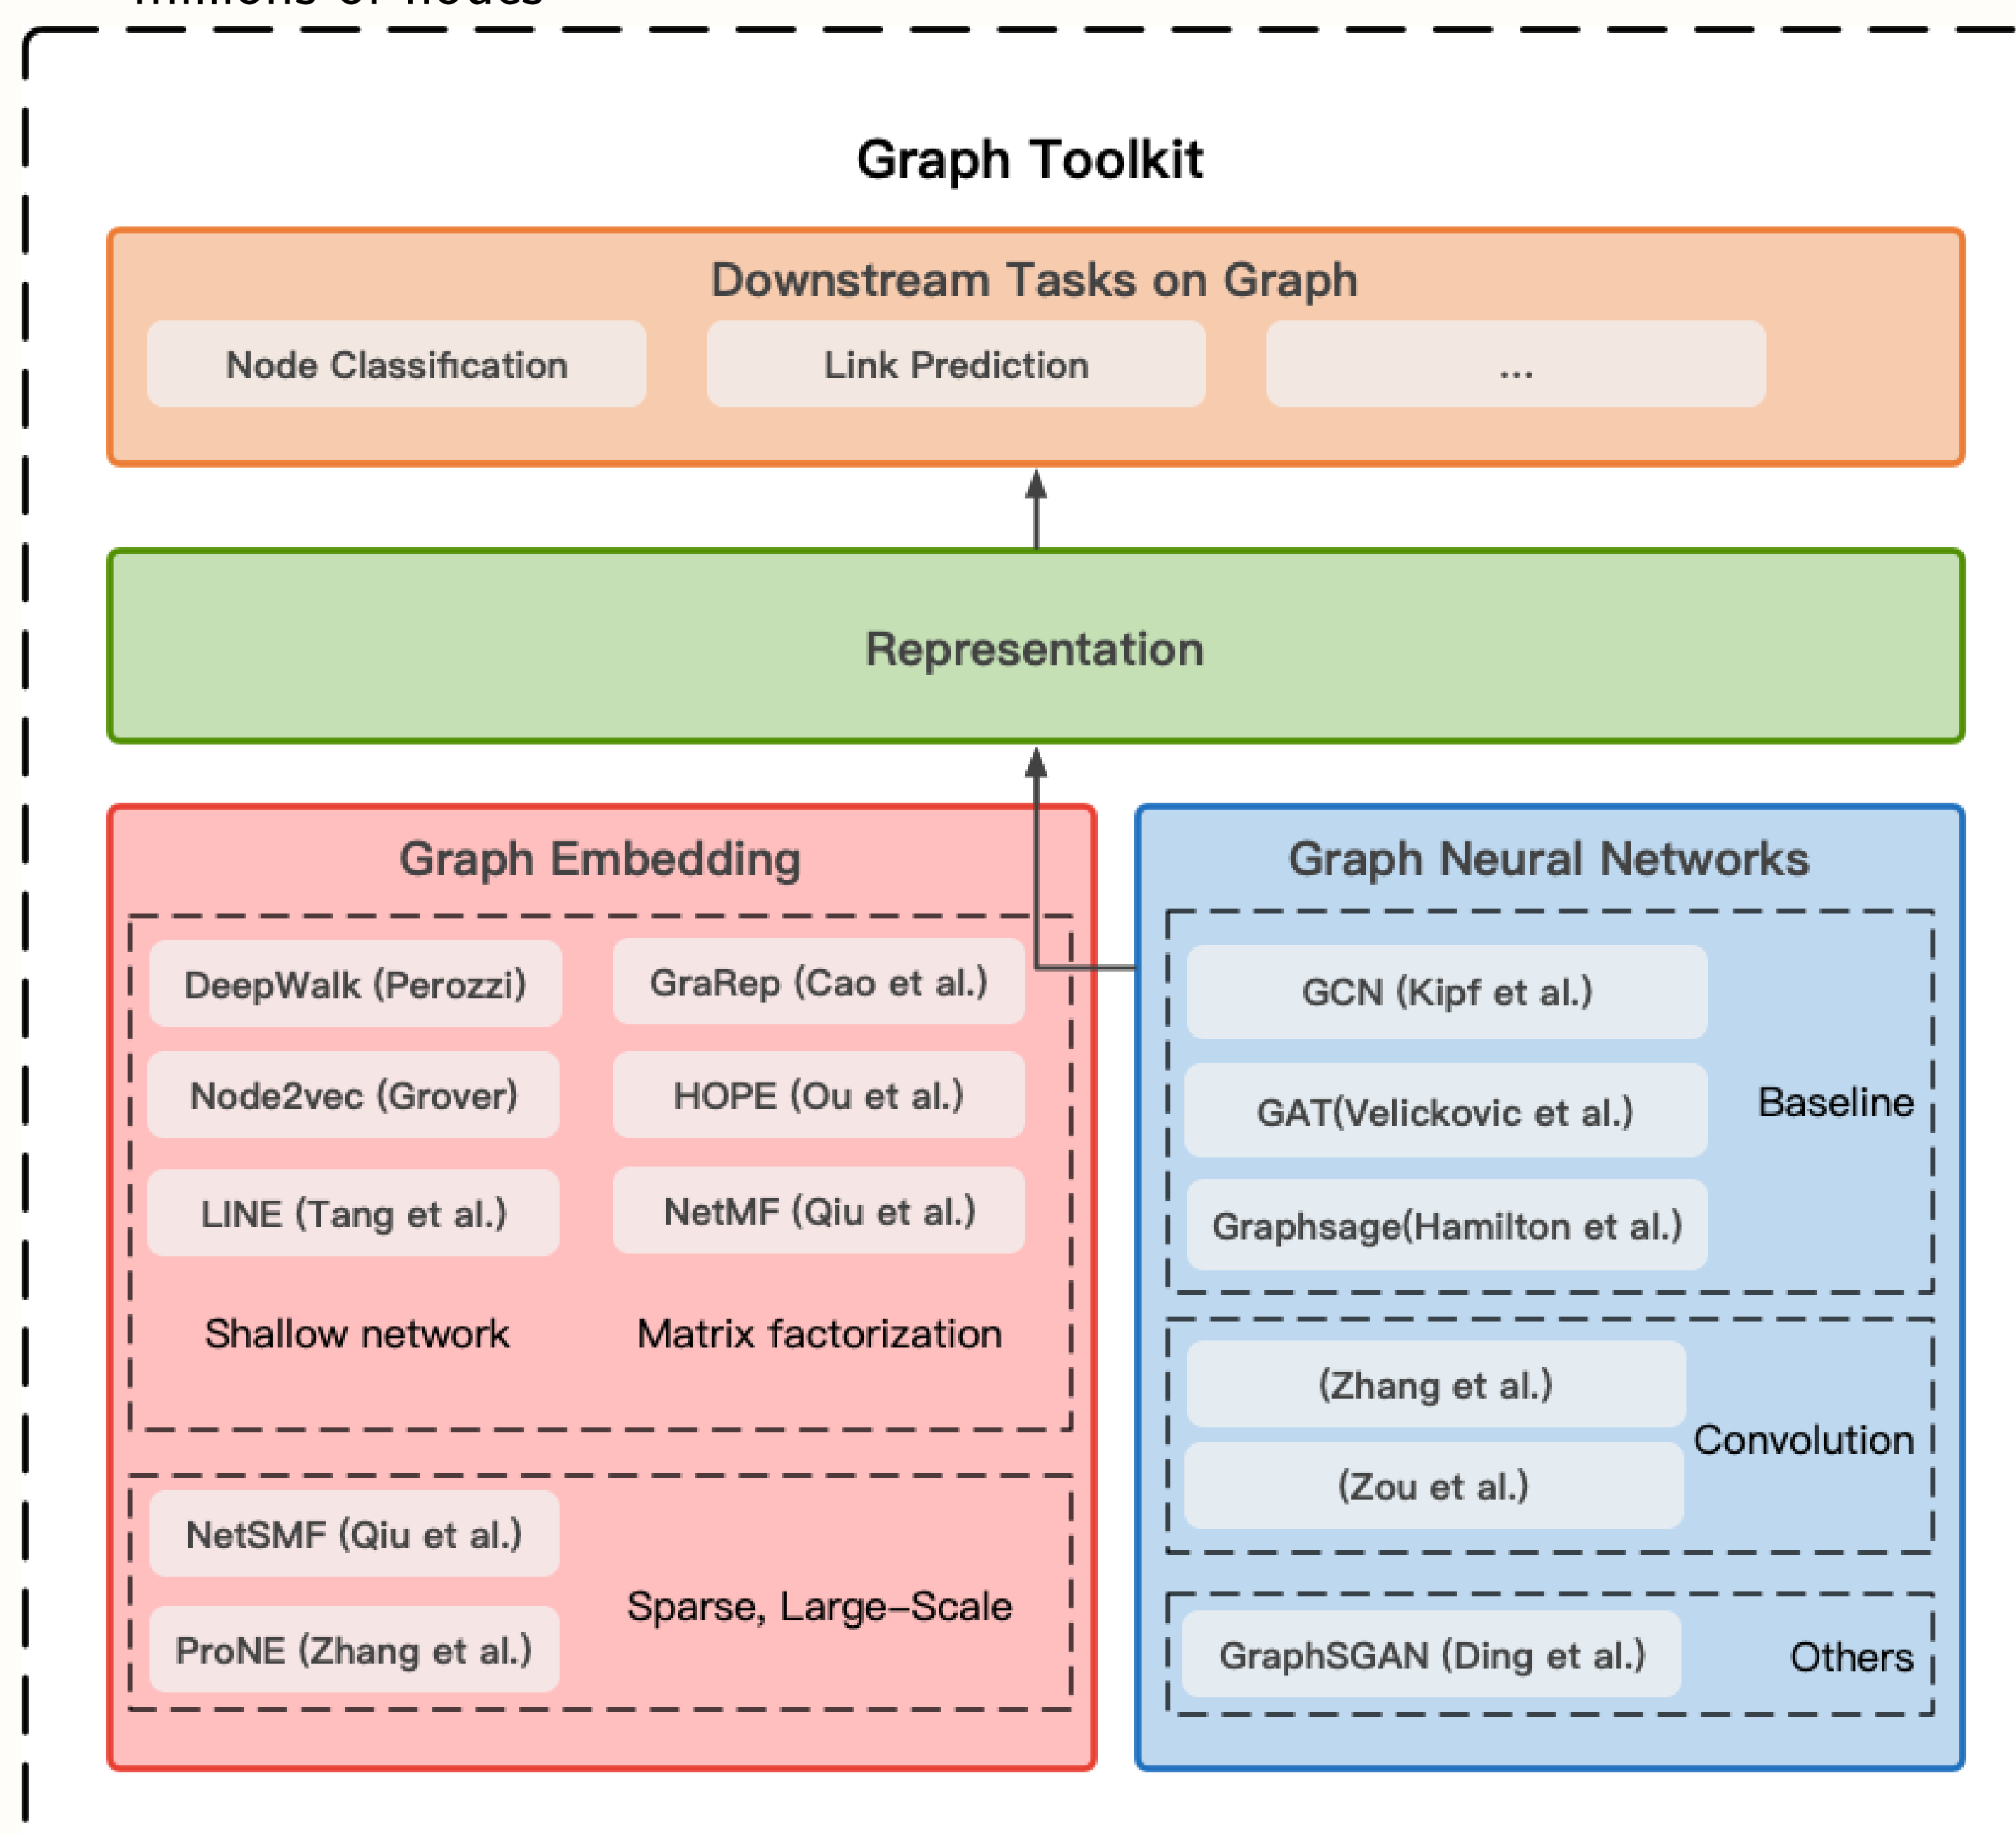 millions of nodes
Graph Toolkit
Downstream Tasks on Graph
Node Classification
Link Prediction
...
Representation
Graph Embedding
DeepWalk (Perozzi)
GraRep (Cao et al.)
Node2vec (Grover)
HOPE (Ou et al.)
LINE (Tang et al.)
NetMF (Qiu et al.)
Shallow network
Matrix factorization
NetSMF (Qiu et al.)
Sparse, Large–Scale
ProNE (Zhang et al.)
Graph Neural Networks
GCN (Kipf et al.)
GAT(Velickovic et al.)
Baseline
Graphsage(Hamilton et al.)
(Zhang et al.)
Convolution
(Zou et al.)
GraphSGAN (Ding et al.)
Others